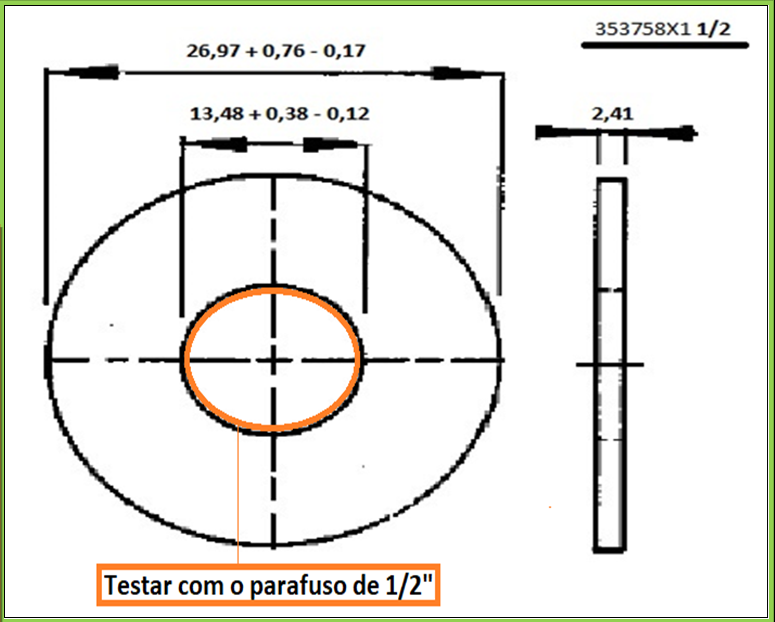 353758X1 1/2
26,97 + 0,76 - 0,17
13,48 + 0,38 - 0,12
2,41
Testar com o parafuso de 1/2"